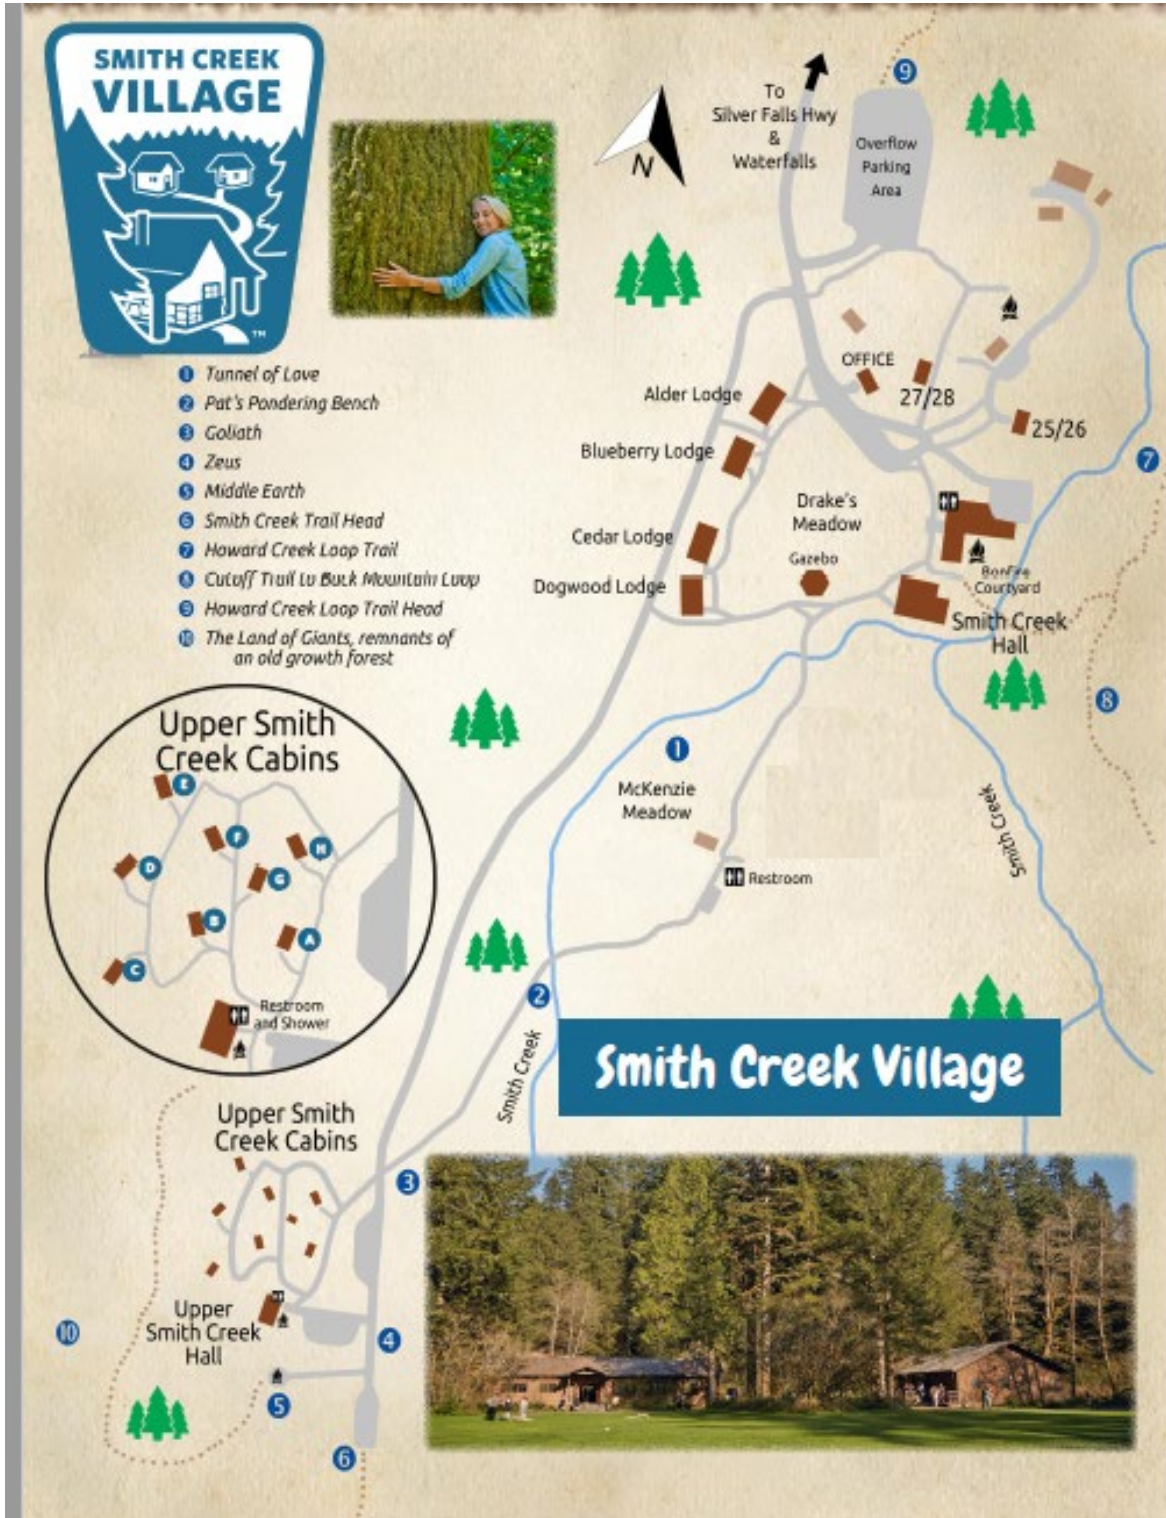 SMITH CREEK
VILLAGE
TM
To
Silver Falls Hwy
&
Waterfalls
N
9
Overflow
Parking
Area
1 Tunnel of Love
2 Pat's Pondering Bench
3 Goliath
4 Zeus
5 Middle Earth
6 Smith Creek Trail Head
7 Howard Creek Loop Trail
8 Cutoff Trail to Buck Mountain Loop
9 Howard Creek Loop Trail Head
10 The Land of Giants, remnants of
an old growth forest
OFFICE
27/28
25/26
Alder Lodge
Blueberry Lodge
7
Drake's
Meadow
Cedar Lodge
Gazebo
Dogwood Lodge
Bonfire
Courtyard
Smith Creek
Hall
8
1
McKenzie
Meadow
Restroom
Smith Creek
Upper Smith
Creek Cabins
E
F
H
D
G
B
A
C
Restroom
and Shower
2
Smith Creek
Smith Creek Village
Upper Smith
Creek Cabins
3
Upper
Smith Creek
Hall
10
4
5
6